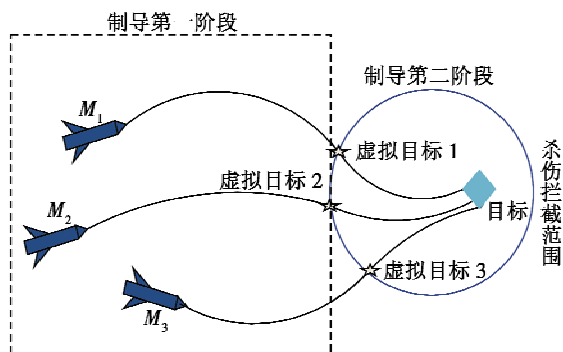 制导第一阶段
制导第二阶段
M1
虚拟目标 1
虚拟目标 2
目标
M2
虚拟目标 3
M3
杀伤拦截范围